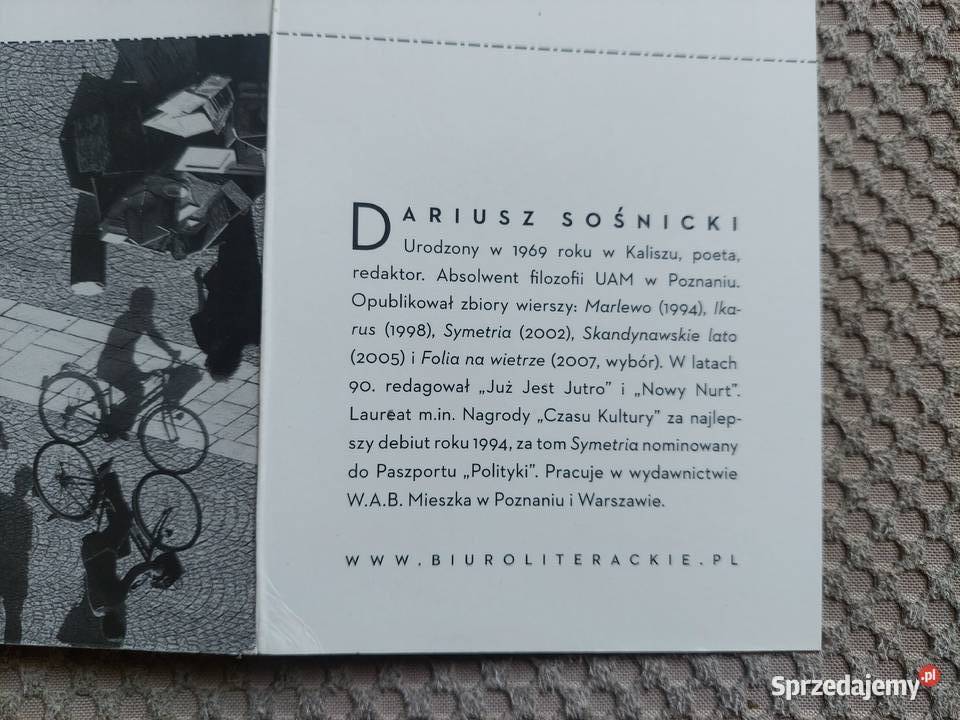 DARIUSZ SOŚNICKI
Urodzony w 1969 roku w Kaliszu, poeta,
redaktor. Absolwent filozofii UAM w Poznaniu.
Opublikował zbiory wierszy: Marlewo (1994), Ika-
rus (1998), Symetria (2002), Skandynawskie lato
(2005) i Folia na wietrze (2007, wybór). W latach
90. redagował „Już Jest Jutro” i „Nowy Nurt”.
Laureat m.in. Nagrody „Czasu Kultury” za najlep-
szy debiut roku 1994, za tom Symetria nominowany
do Paszportu „Polityki”. Pracuje w wydawnictwie
W.A.B. Mieszka w Poznaniu i Warszawie.
WWW.BIUROLITERACKIE.PL
Sprzedajemy.pl